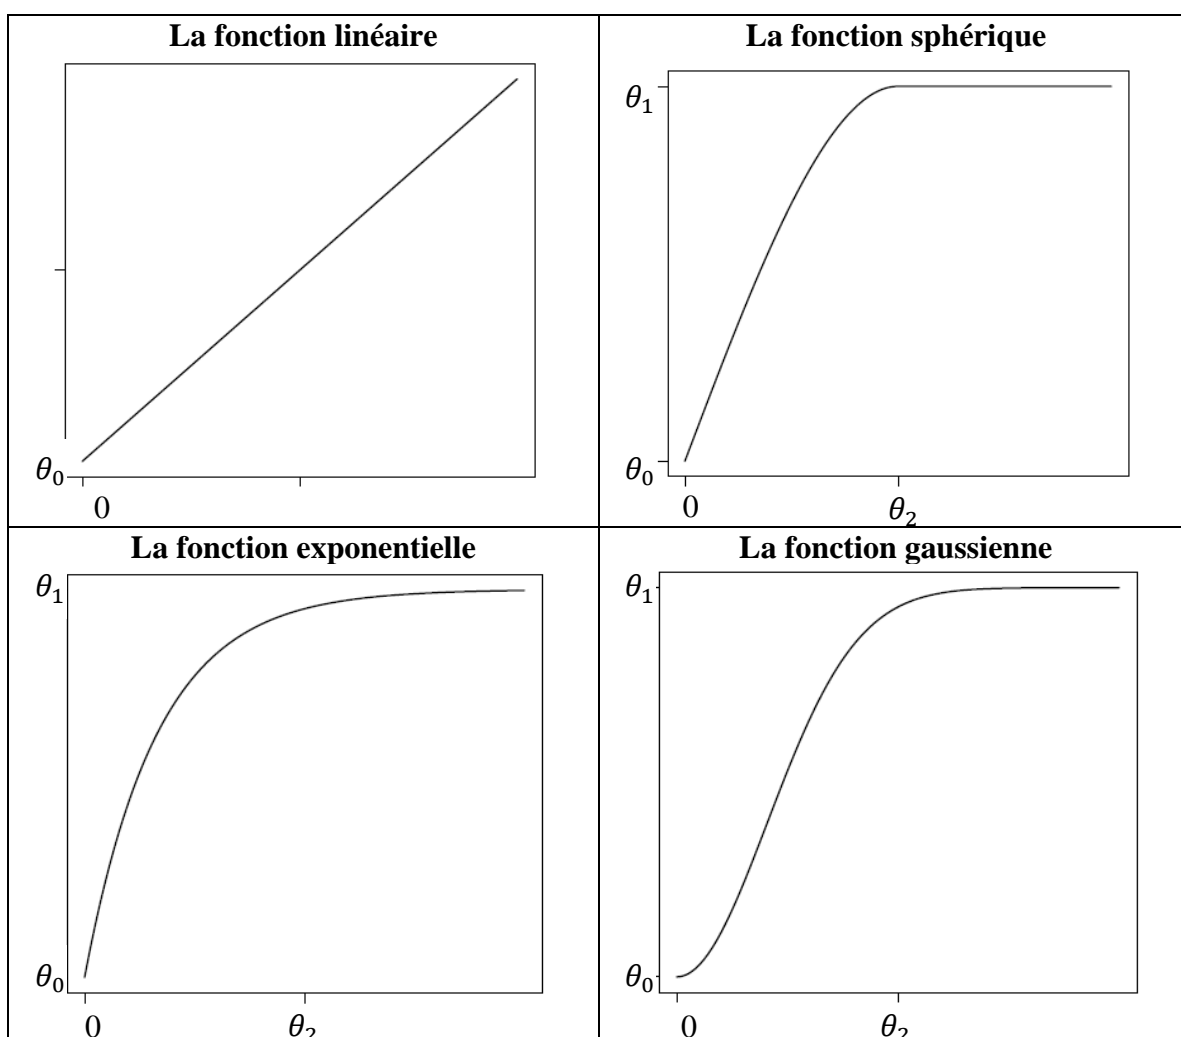 La fonction linéaire
θ₀
0
La fonction sphérique
θ₁
θ₀
0 θ₂
La fonction exponentielle
θ₁
θ₀
0 θ₂
La fonction gaussienne
θ₁
θ₀
0 θ₂